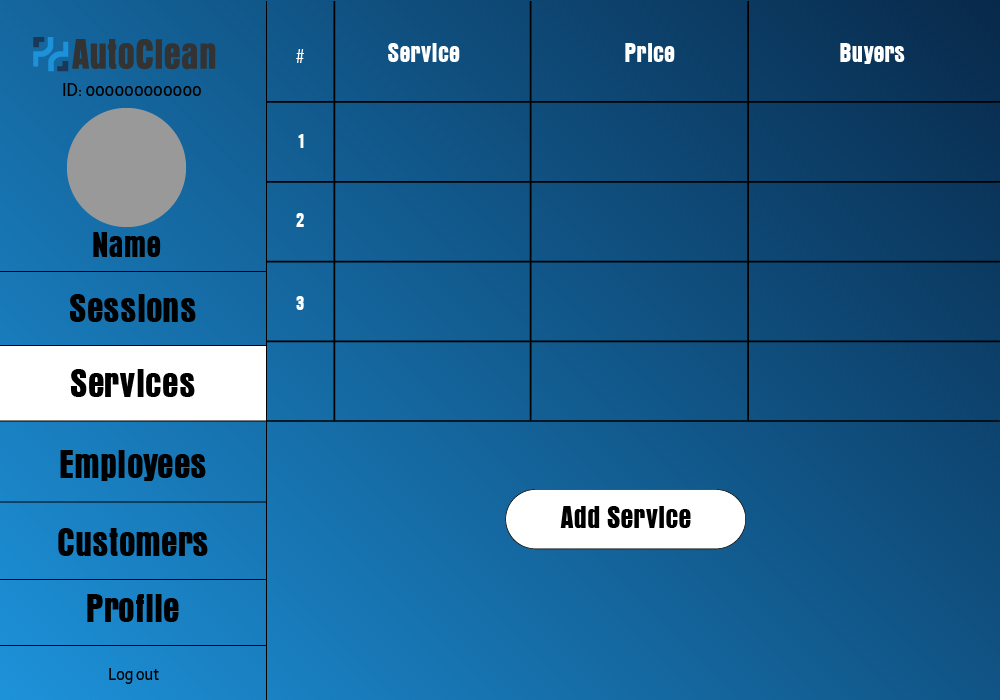 AutoClean
ID: oooooooooooo
Name
Sessions
Services
Employees
Customers
Profile
Log out
# Service Price Buyers
1
2
3
Add Service